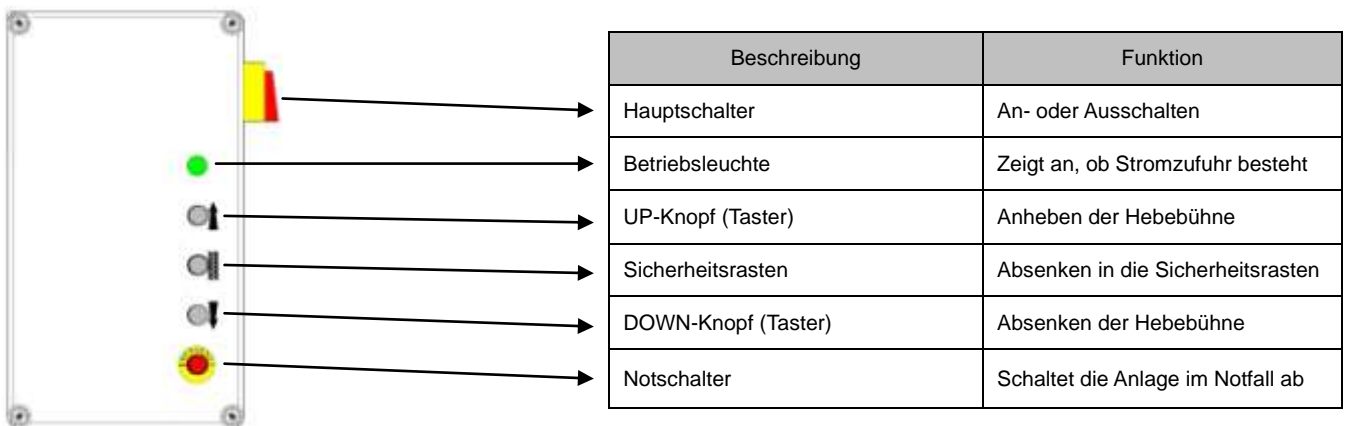 Beschreibung Funktion
Hauptschalter An- oder Ausschalten
Betriebsleuchte Zeigt an, ob Stromzufuhr besteht
UP-Knopf (Taster) Anheben der Hebebühne
Sicherheitsrasten Absenken in die Sicherheitsrasten
DOWN-Knopf (Taster) Absenken der Hebebühne
Notschalter Schaltet die Anlage im Notfall ab